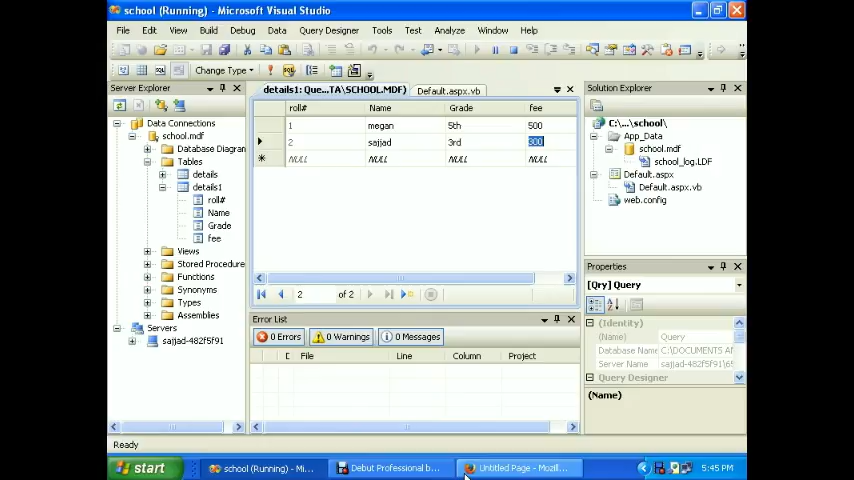 school (Running) - Microsoft Visual Studio
File Edit View Build Debug Data Query Designer Tools Test Analyze Window Help
Change Type
Server Explorer
Data Connections
school.mdf
Database Diagran
Tables
details
details1
roll#
Name
Grade
fee
Views
Stored Procedure
Functions
Synonyms
Types
Assemblies
Servers
sajjad-482f5f91
details1: Que...TA\SCHOOL.MDF) Default.aspx.vb
roll# Name Grade fee
1 megan 5th 500
2 sajjad 3rd 300
NULL NULL NULL NULL
2 of 2
Error List
0 Errors 0 Warnings 0 Messages
File Line Column Project
Solution Explorer
C:\...\school\
App_Data
school.mdf
school_log.LDF
Default.aspx
Default.aspx.vb
web.config
Properties
[Qry] Query
(Identity)
(Name) Query
Database Name C:\DOCUMENTS AN
Server Name sajjad-482f5f91\65
Query Designer
(Name)
Ready
start school (Running) - Mi... Debut Professional b... Untitled Page - Mozill... 5:45 PM